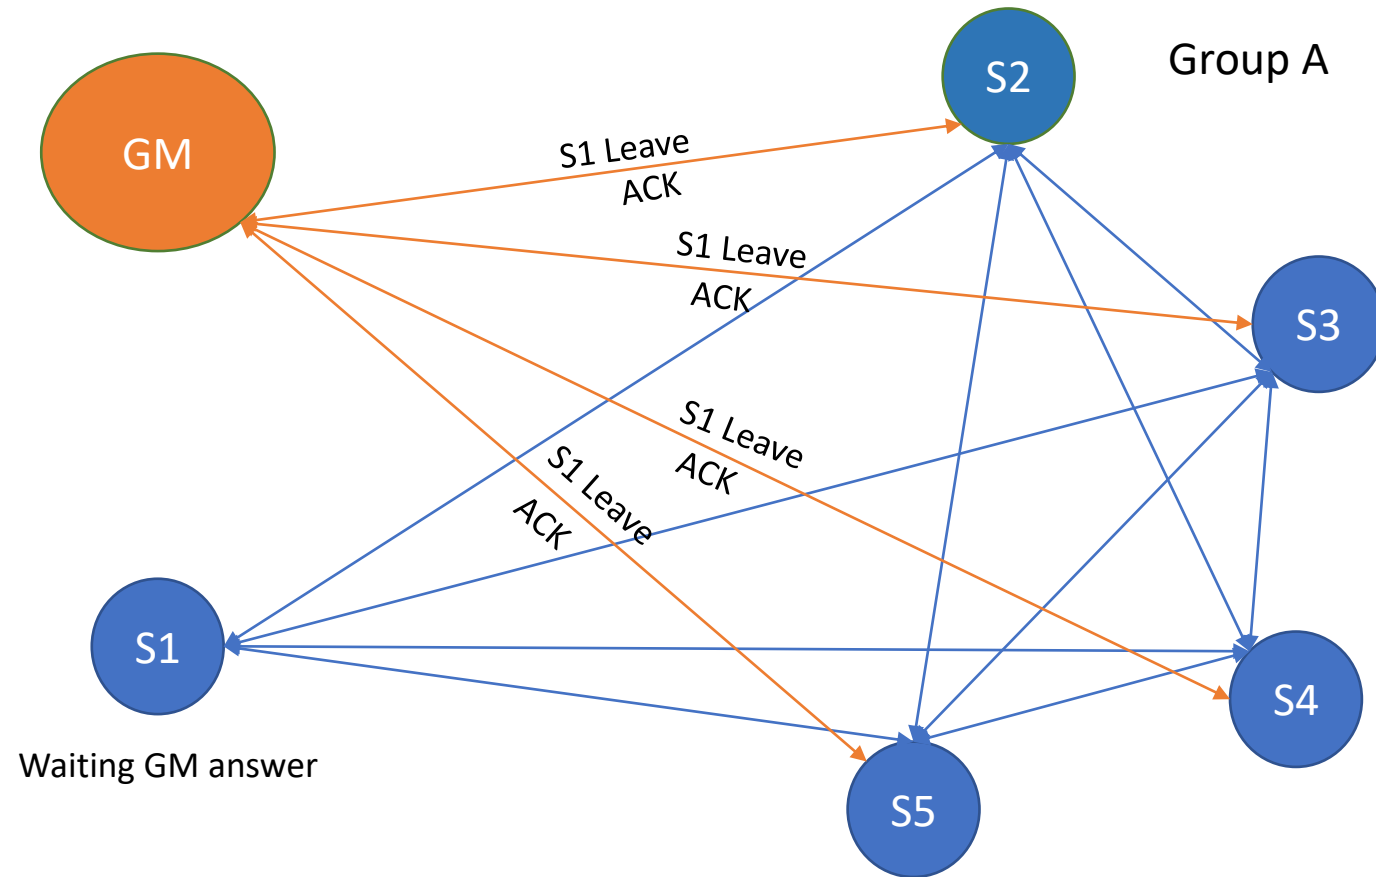 Group A
S2
GM
S1 Leave
ACK
S1 Leave
ACK
S3
S1 Leave
ACK
S1 Leave
ACK
S1
S4
Waiting GM answer
S5